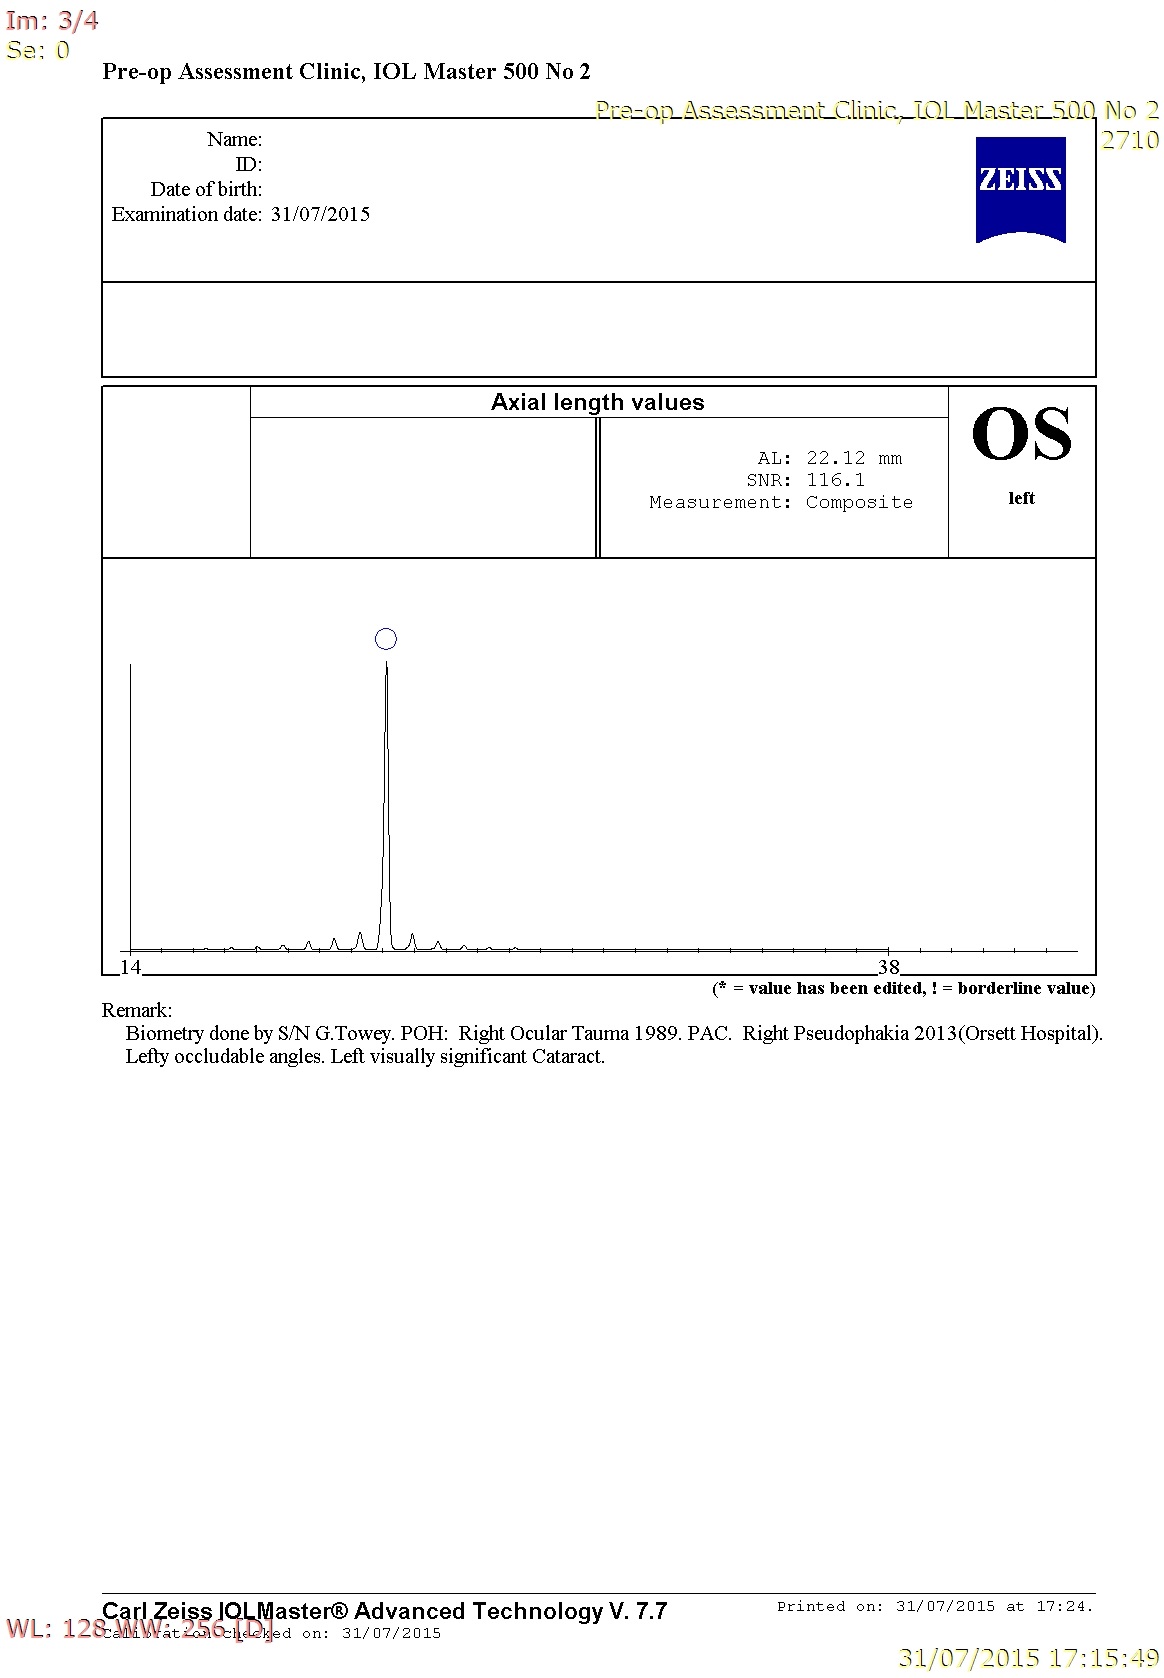 Im: 3/4
Se: 0
Pre-op Assessment Clinic, IOL Master 500 No 2
Pre-op Assessment Clinic, IOL Master 500 No 2
2710
Name:
ID:
Date of birth:
Examination date: 31/07/2015
ZEISS
Axial length values
OS
left
AL: 22.12 mm
SNR: 116.1
Measurement: Composite
14 38
(* = value has been edited, ! = borderline value)
Remark:
Biometry done by S/N G.Towey. POH: Right Ocular Tauma 1989. PAC. Right Pseudophakia 2013(Orsett Hospital).
Lefty occludable angles. Left visually significant Cataract.
Carl Zeiss IOLMaster® Advanced Technology V. 7.7
Printed on: 31/07/2015 at 17:24.
WL: 128 WW: 256 [D]
Calibration checked on: 31/07/2015
31/07/2015 17:15:49